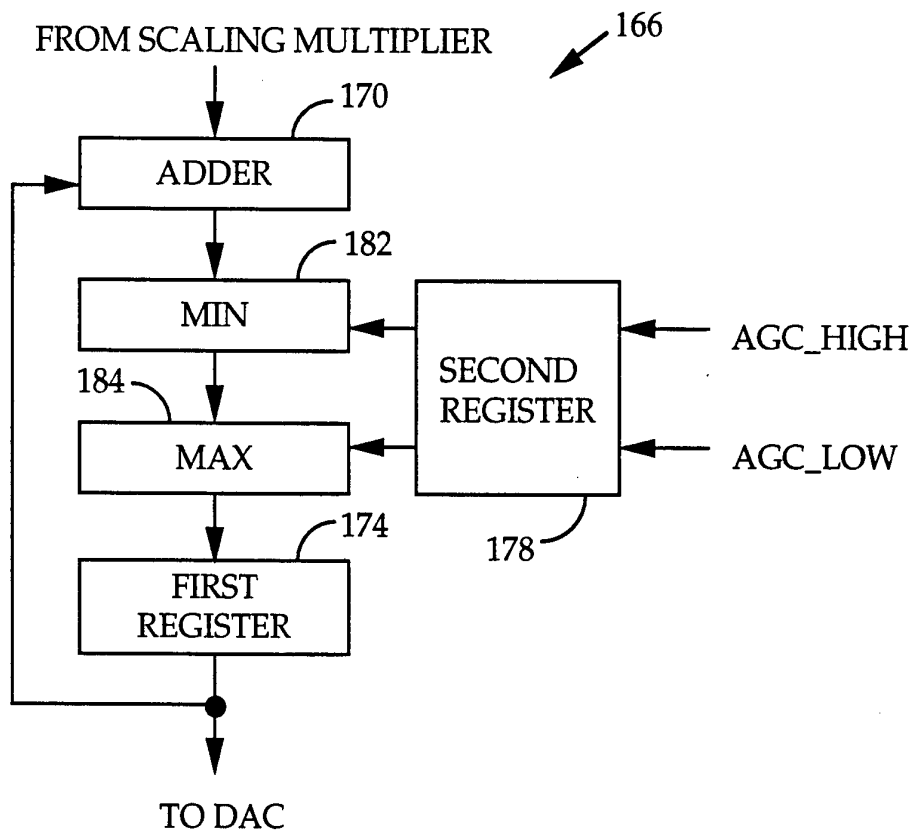 166
FROM SCALING MULTIPLIER
170
ADDER
182
MIN
AGC_HIGH
SECOND
REGISTER
184
MAX
AGC_LOW
174
178
FIRST
REGISTER
TO DAC